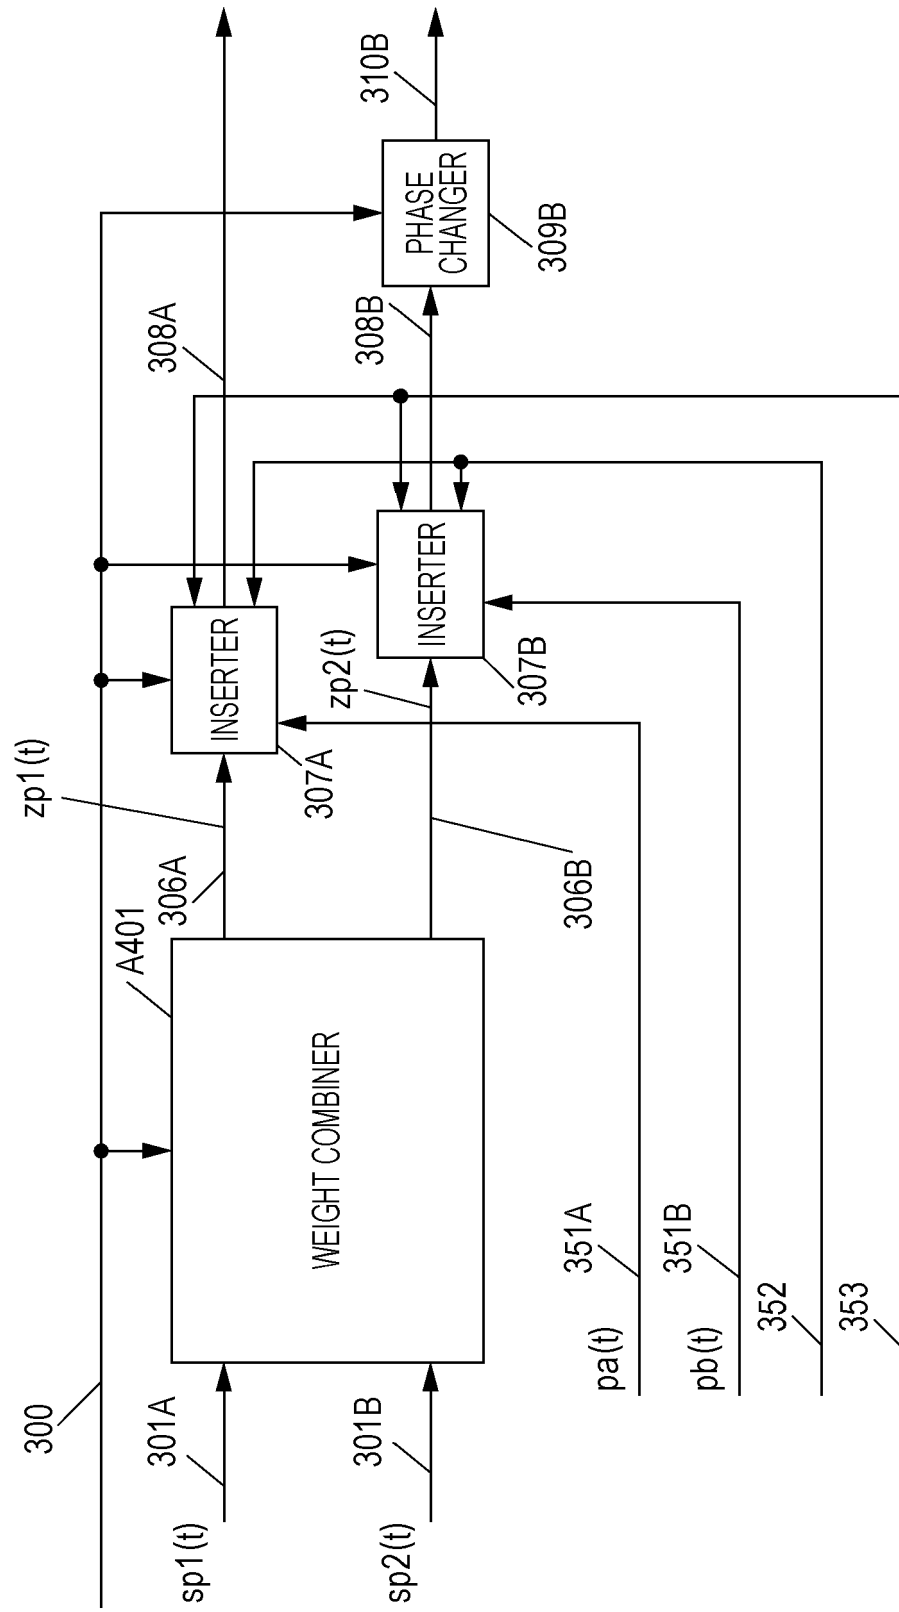 300
sp1(t)
301A
sp2(t)
301B
WEIGHT COMBINER
A401
306A
zp1(t)
306B
zp2(t)
INSERTER
307A
INSERTER
307B
308A
308B
PHASE
CHANGER
309B
310B
pa(t)
351A
pb(t)
351B
352
353